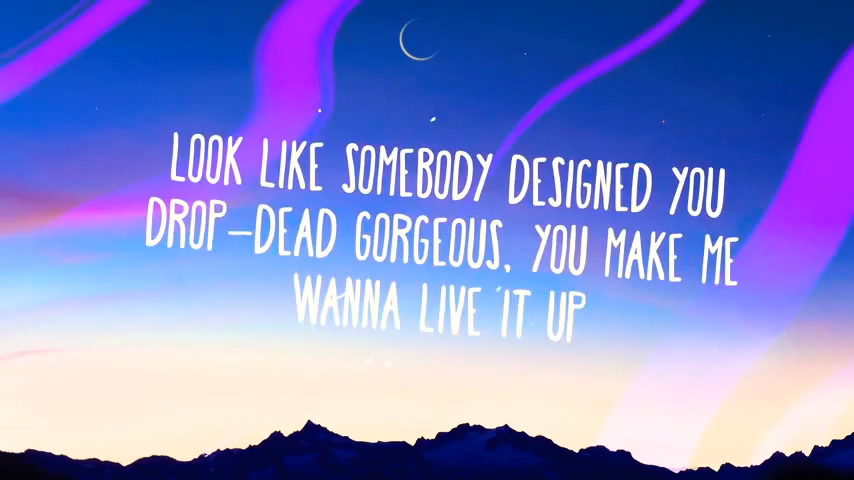 LOOK LIKE SOMEBODY DESIGNED YOU
DROP-DEAD GORGEOUS, YOU MAKE ME
WANNA LIVE IT UP